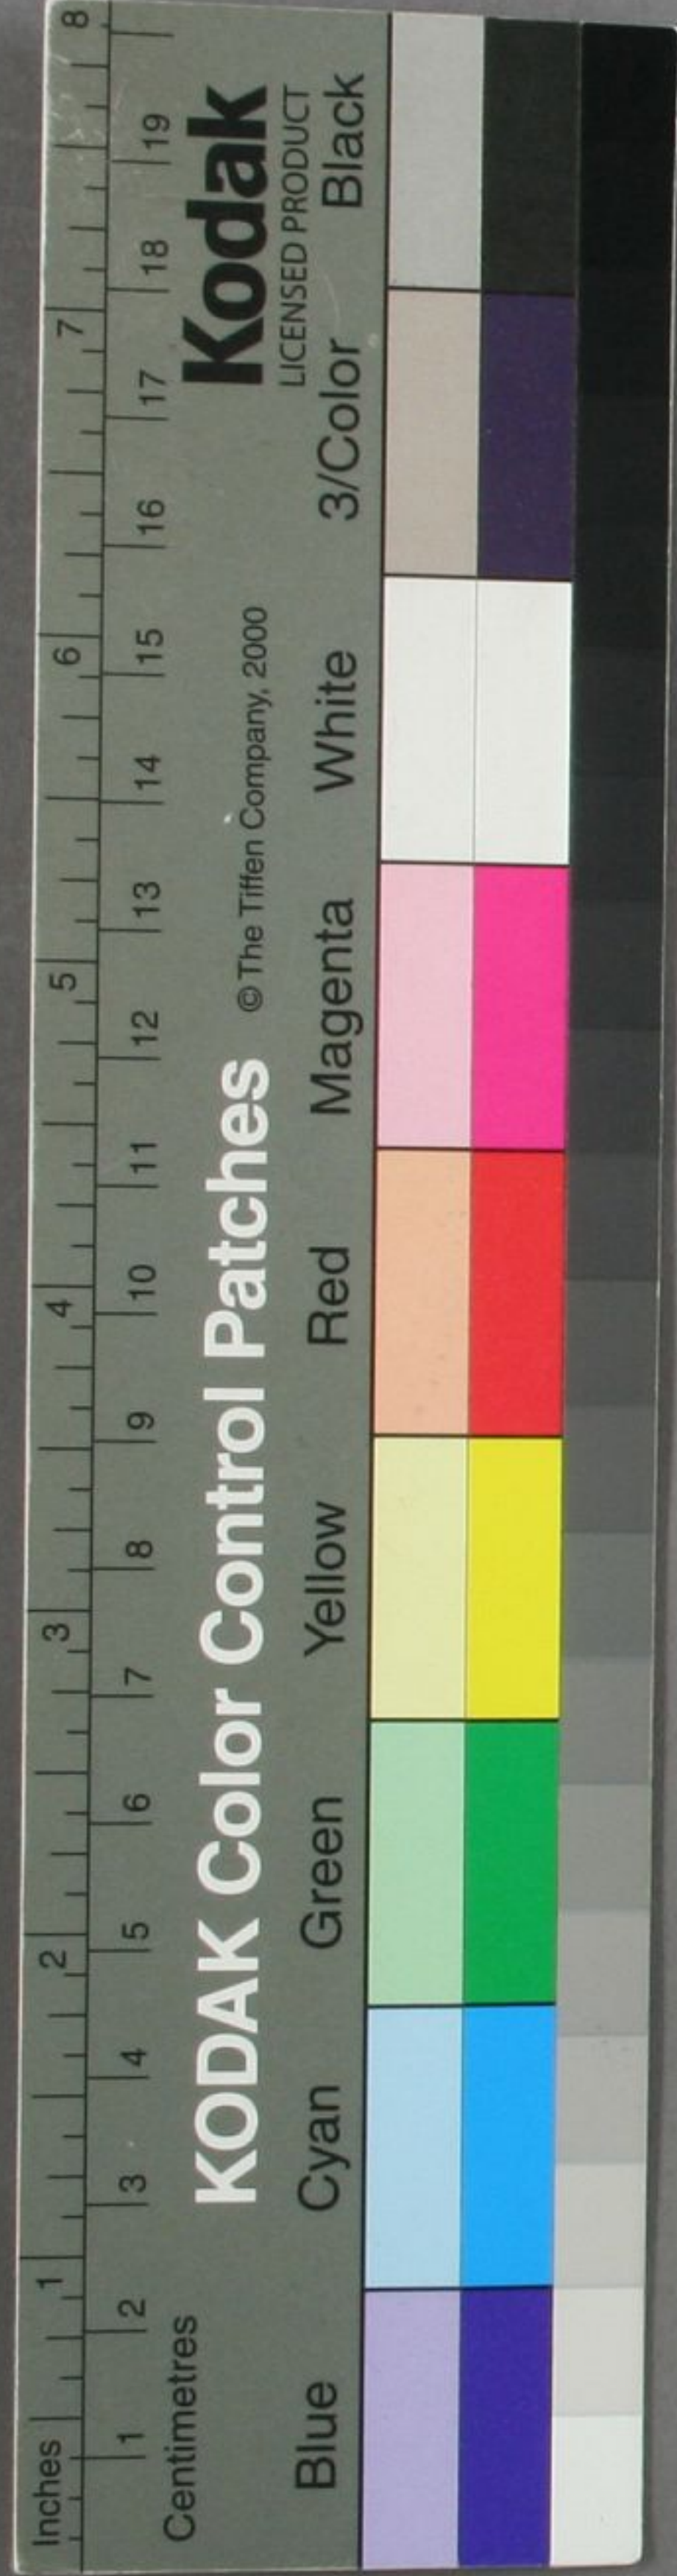 Inches 1 2 3 4 5 6 7 8
1 2 3 4 5 6 7 8 9 10 11 12 13 14 15 16 17 18 19
Centimetres
KODAK Color Control Patches © The Tiffen Company, 2000 Kodak
LICENSED PRODUCT
Blue Cyan Green Yellow Red Magenta White 3/Color Black